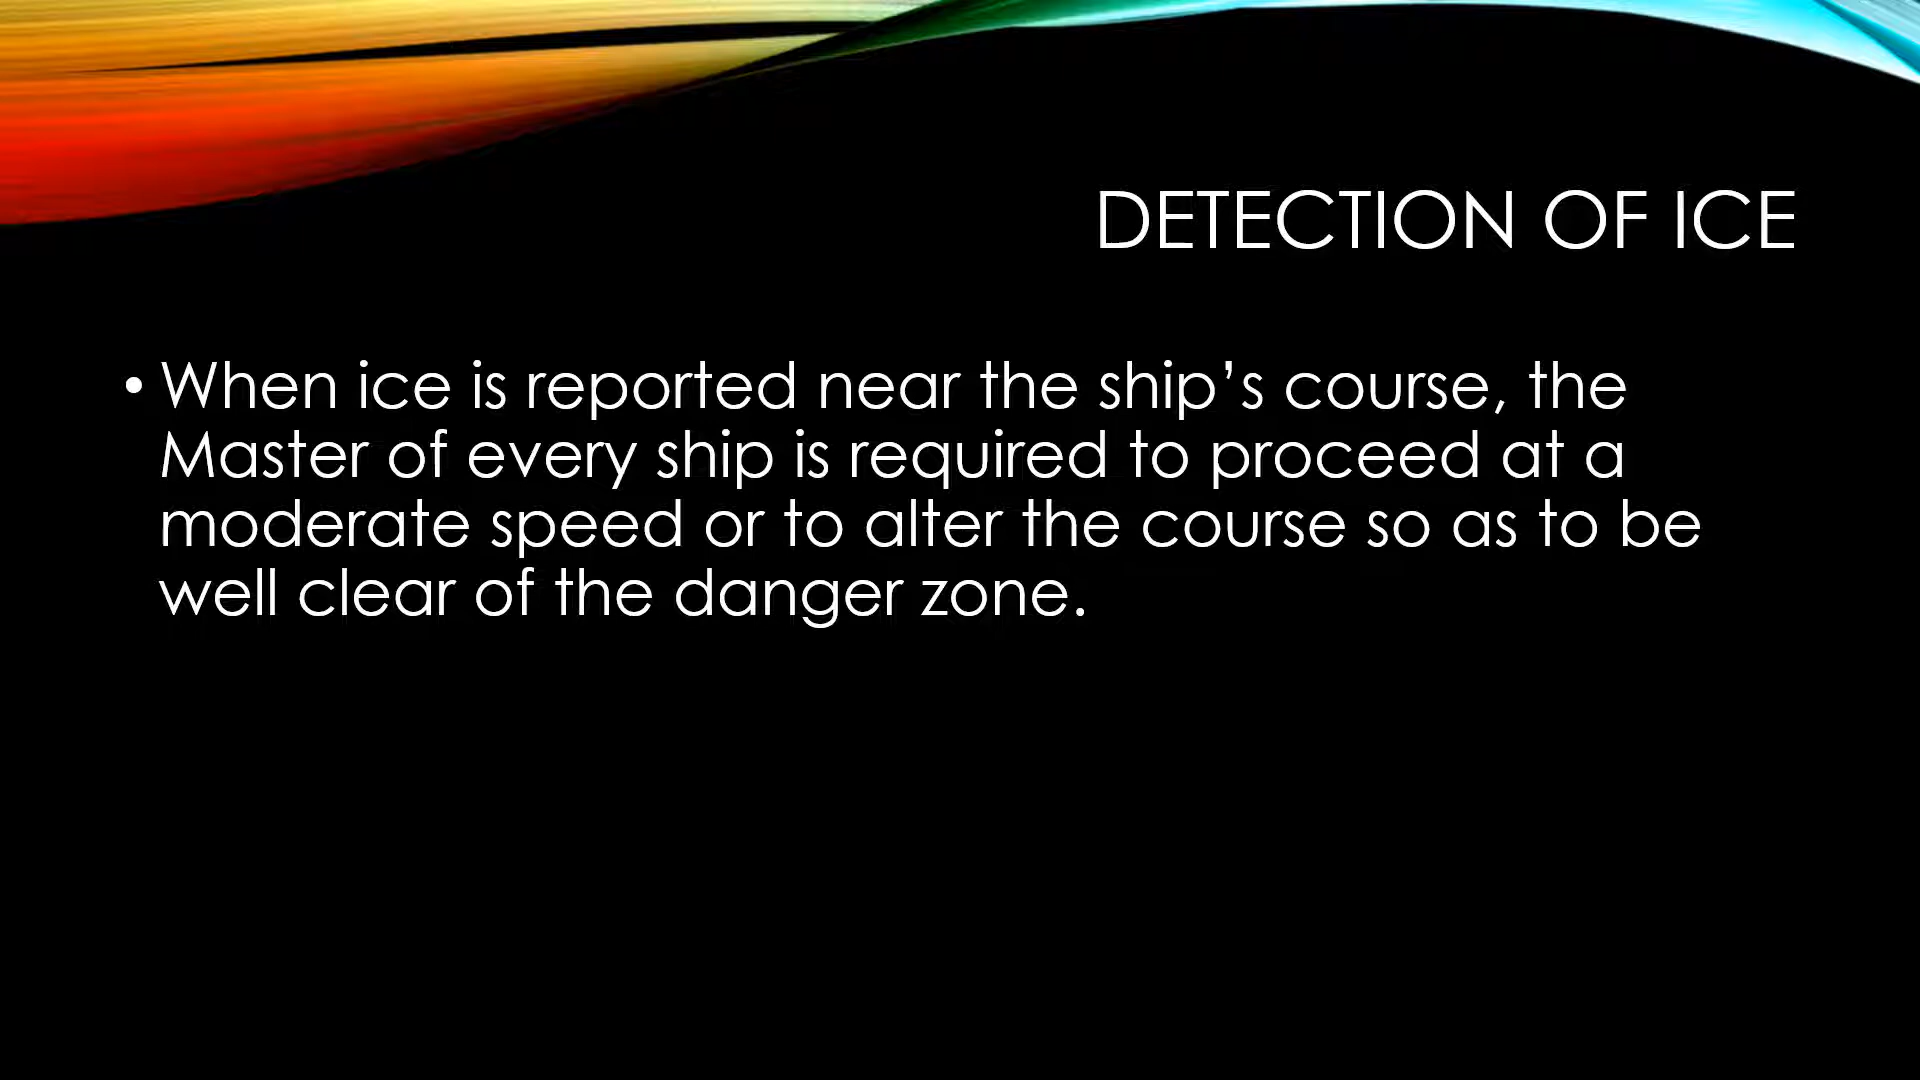 DETECTION OF ICE
• When ice is reported near the ship’s course, the
Master of every ship is required to proceed at a
moderate speed or to alter the course so as to be
well clear of the danger zone.